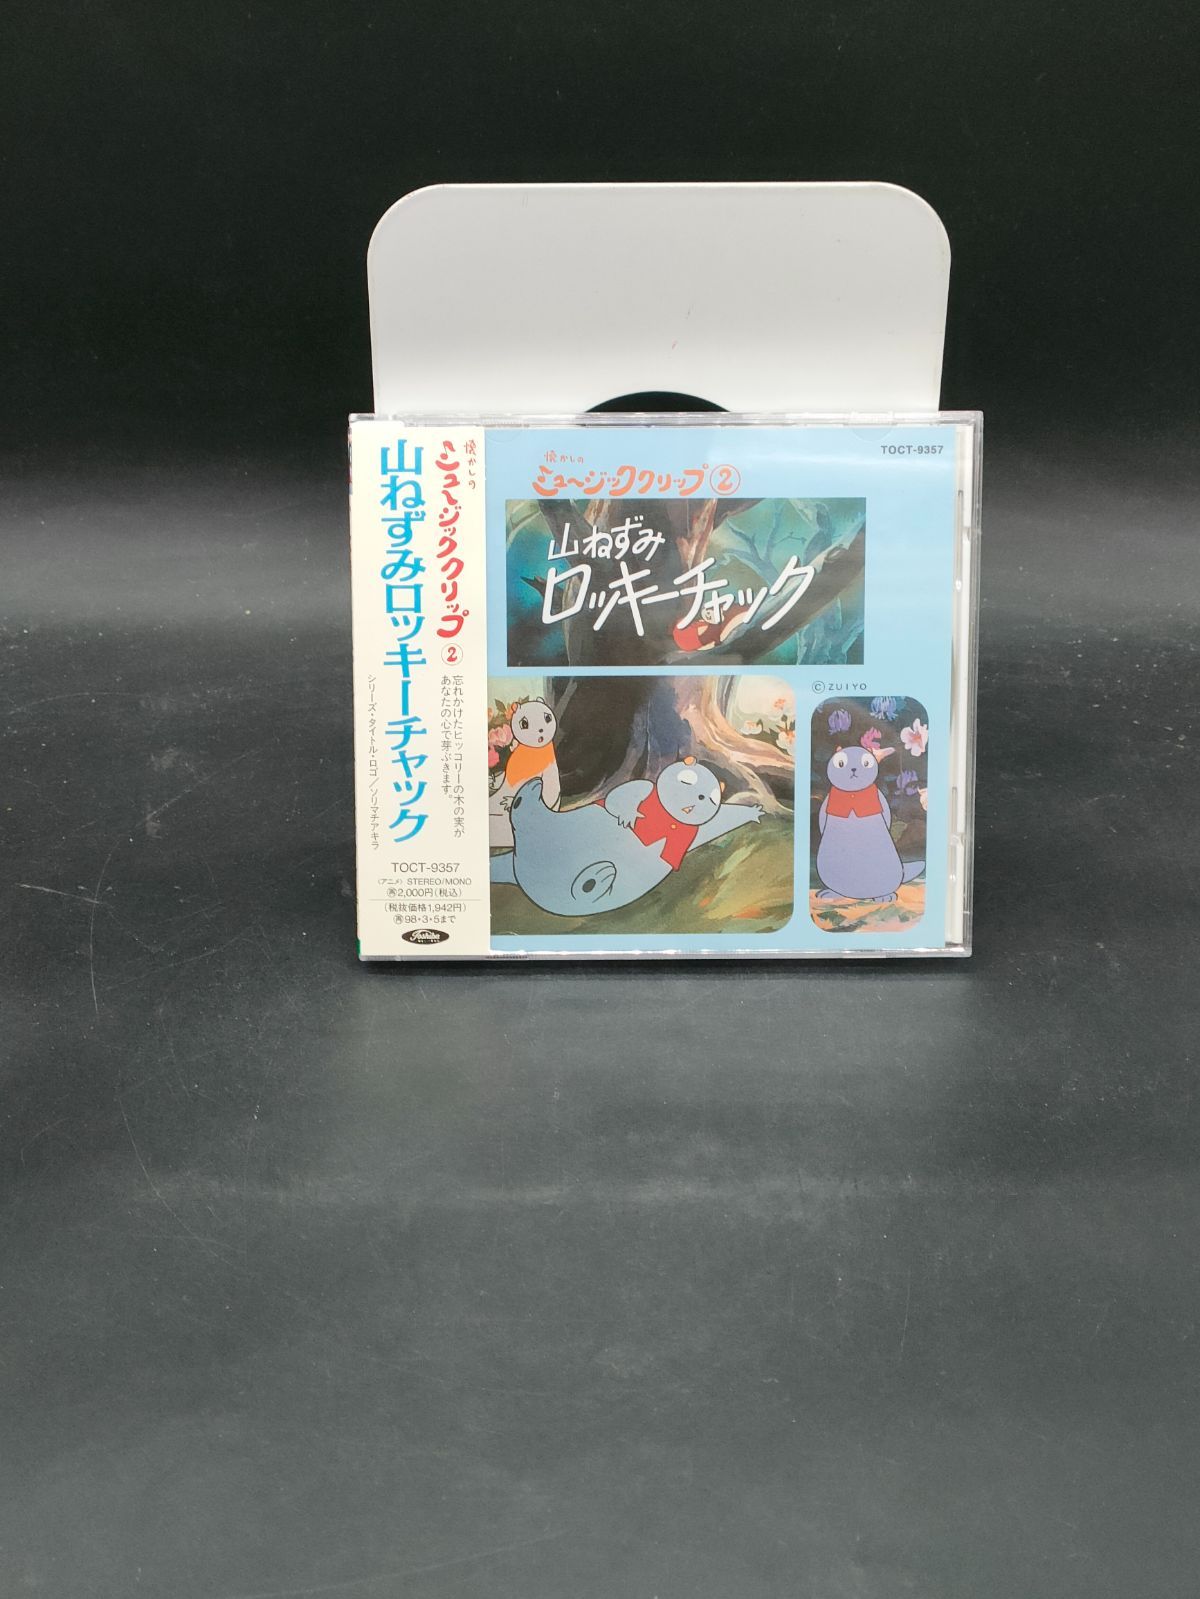 懐かしの
ミュージッククリップ②
山ねずみロッキーチャック
忘れかけたヒッコリーの木の実が
あなたの心で芽ぶきます。
シリーズ・タイトル・ロゴ/ソリマチアキラ
TOCT-9357
〈アニメ〉 STEREO/MONO
㊎2,000円(税込)
(税抜価格1,942円)
㊎98・3・5まで
Toshiba
TOCT-9357
懐かしの
ミュージッククリップ②
山ねずみ
ロッキーチャック
©ZUIYO